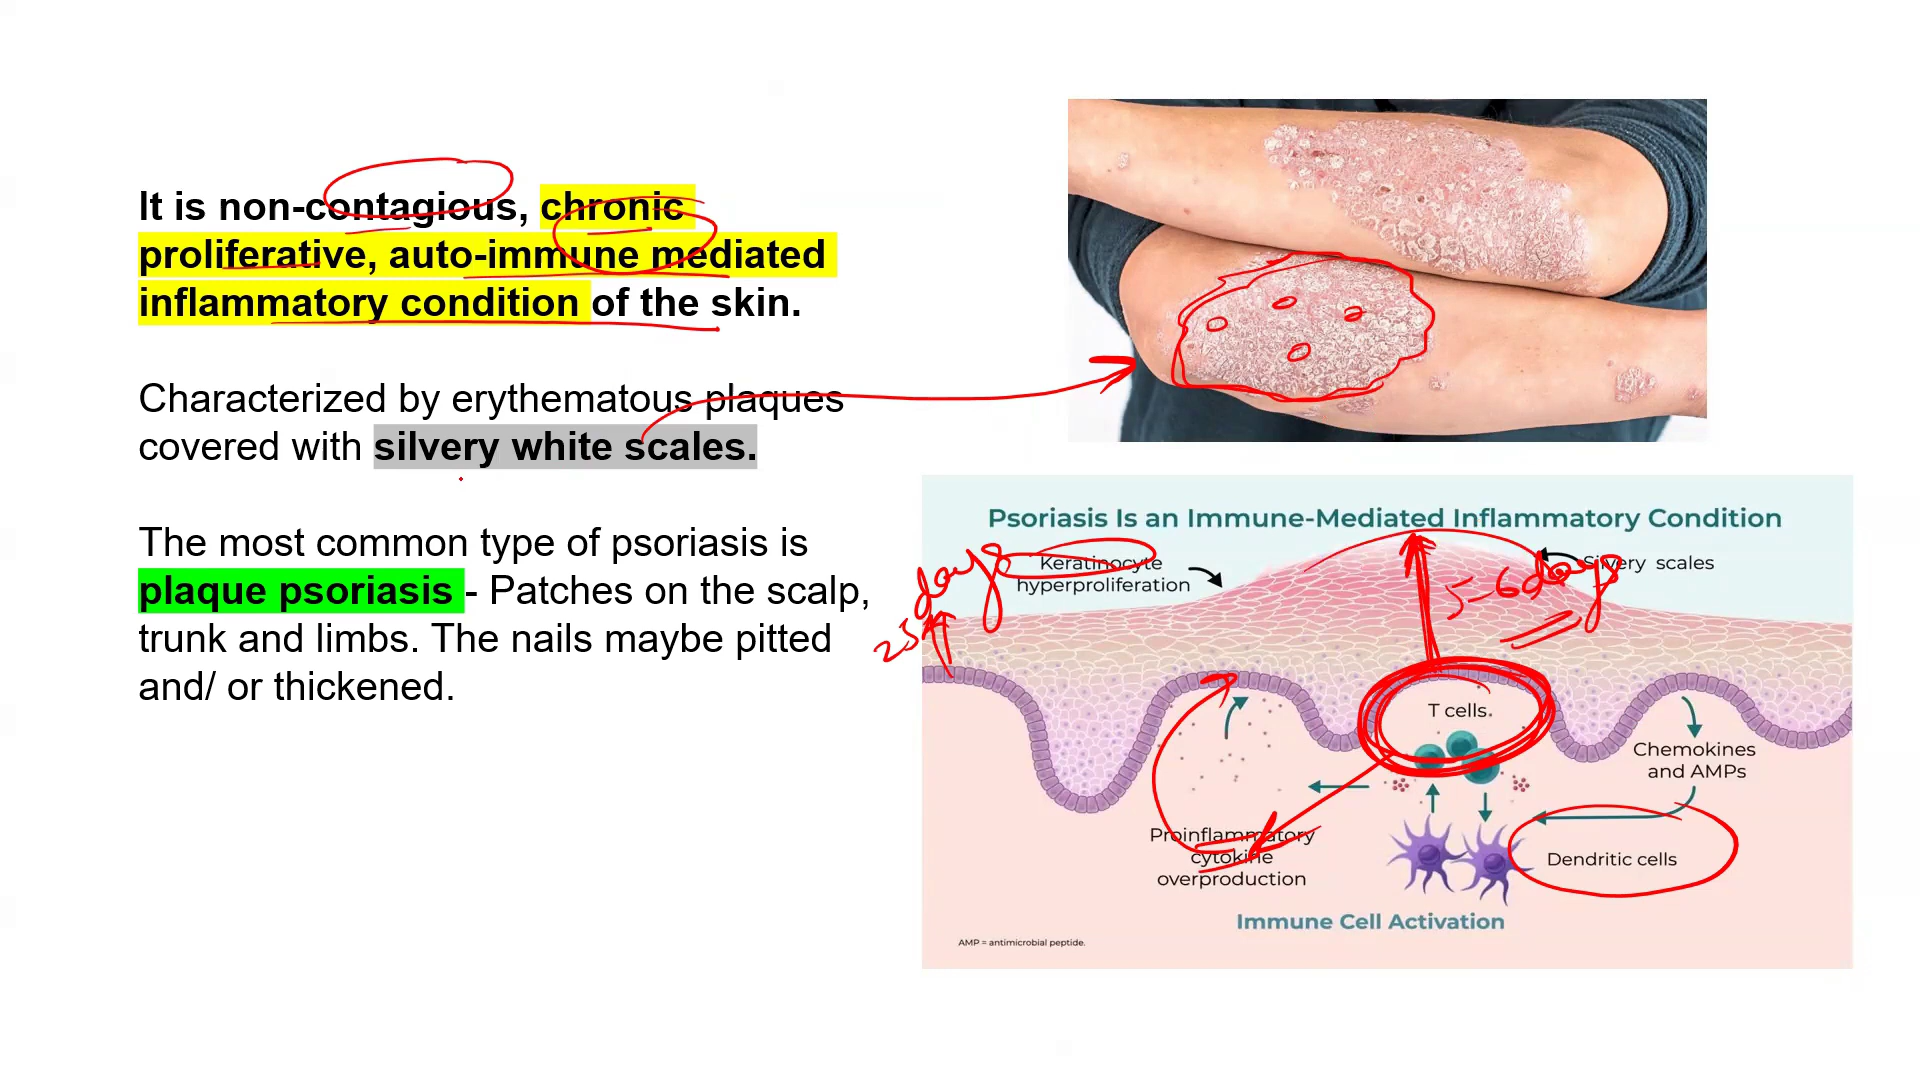 It is non-contagious, chronic
proliferative, auto-immune mediated
inflammatory condition of the skin.
Characterized by erythematous plaques
covered with silvery white scales.
The most common type of psoriasis is
plaque psoriasis - Patches on the scalp,
trunk and limbs. The nails maybe pitted
and/ or thickened.
Psoriasis Is an Immune-Mediated Inflammatory Condition
Keratinocyte
hyperproliferation
Silvery scales
days
5-6 days
T cells
Chemokines
and AMPs
Proinflammatory
cytokine
overproduction
Dendritic cells
Immune Cell Activation
AMP = antimicrobial peptide.